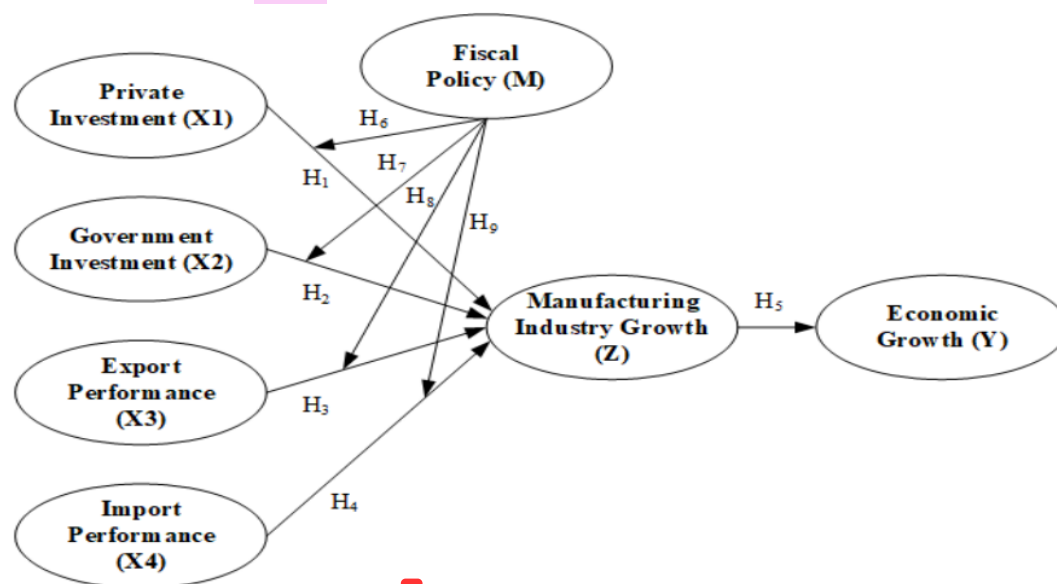 Fiscal
Policy (M)
Private
Investment (X1)
H₆
H₇
H₁
H₈
H₉
Government
Investment (X2)
H₂
Manufacturing
Industry Growth
(Z)
H₅
Economic
Growth (Y)
Export
Performance
(X3)
H₃
Import
Performance
(X4)
H₄